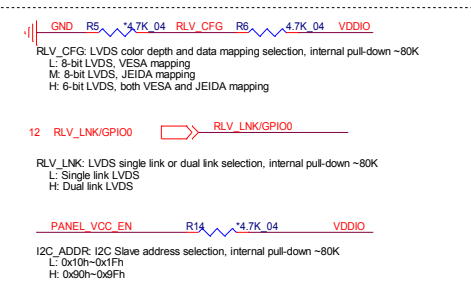 GND R5 *4.7K_04 RLV_CFG R6 4.7K_04 VDDIO
RLV_CFG: LVDS color depth and data mapping selection, internal pull-down ~80K
L: 8-bit LVDS, VESA mapping
M: 8-bit LVDS, JEIDA mapping
H: 6-bit LVDS, both VESA and JEIDA mapping
12 RLV_LNK/GPIO0 RLV_LNK/GPIO0
RLV_LNK: LVDS single link or dual link selection, internal pull-down ~80K
L: Single link LVDS
H: Dual link LVDS
PANEL_VCC_EN R14 *4.7K_04 VDDIO
I2C_ADDR: I2C Slave address selection, internal pull-down ~80K
L: 0x10h~0x1Fh
H: 0x90h~0x9Fh